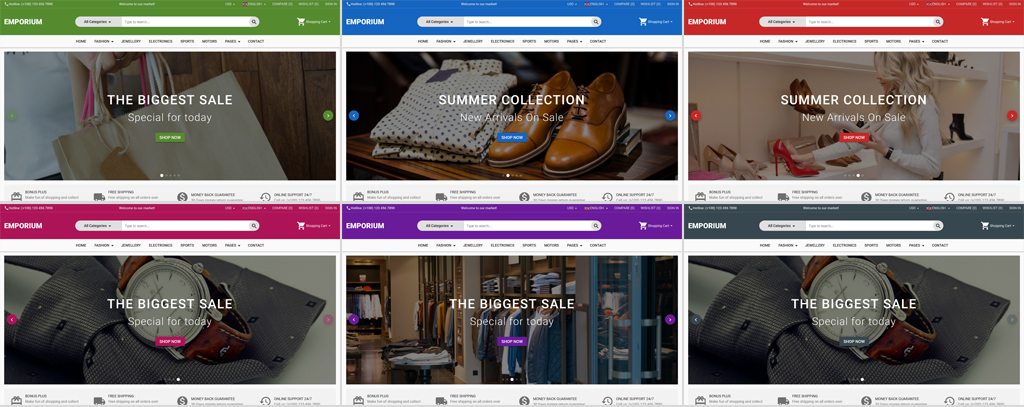 Hotline: (+100) 123 456 7890 Welcome to our market! USD ENGLISH COMPARE (0) WISHLIST (0) SIGN IN
EMPORIUM All Categories Type to search... Shopping Cart
HOME FASHION JEWELLERY ELECTRONICS SPORTS MOTORS PAGES CONTACT
THE BIGGEST SALE
Special for today
SHOP NOW
BONUS PLUS FREE SHIPPING MONEY BACK GUARANTEE ONLINE SUPPORT 24/7
Make fun of shopping and collect Free shipping on all orders over
Hotline: (+100) 123 456 7890 Welcome to our market! USD ENGLISH COMPARE (0) WISHLIST (0) SIGN IN
EMPORIUM All Categories Type to search... Shopping Cart
HOME FASHION JEWELLERY ELECTRONICS SPORTS MOTORS PAGES CONTACT
SUMMER COLLECTION
New Arrivals On Sale
SHOP NOW
BONUS PLUS FREE SHIPPING MONEY BACK GUARANTEE ONLINE SUPPORT 24/7
Make fun of shopping and collect Free shipping on all orders over
Hotline: (+100) 123 456 7890 Welcome to our market! USD ENGLISH COMPARE (0) WISHLIST (0) SIGN IN
EMPORIUM All Categories Type to search... Shopping Cart
HOME FASHION JEWELLERY ELECTRONICS SPORTS MOTORS PAGES CONTACT
SUMMER COLLECTION
New Arrivals On Sale
SHOP NOW
BONUS PLUS FREE SHIPPING MONEY BACK GUARANTEE ONLINE SUPPORT 24/7
Make fun of shopping and collect Free shipping on all orders over
Hotline: (+100) 123 456 7890 Welcome to our market! USD ENGLISH COMPARE (0) WISHLIST (0) SIGN IN
EMPORIUM All Categories Type to search... Shopping Cart
HOME FASHION JEWELLERY ELECTRONICS SPORTS MOTORS PAGES CONTACT
THE BIGGEST SALE
Special for today
SHOP NOW
BONUS PLUS FREE SHIPPING MONEY BACK GUARANTEE ONLINE SUPPORT 24/7
Make fun of shopping and collect Free shipping on all orders over
Hotline: (+100) 123 456 7890 Welcome to our market! USD ENGLISH COMPARE (0) WISHLIST (0) SIGN IN
EMPORIUM All Categories Type to search... Shopping Cart
HOME FASHION JEWELLERY ELECTRONICS SPORTS MOTORS PAGES CONTACT
THE BIGGEST SALE
Special for today
SHOP NOW
BONUS PLUS FREE SHIPPING MONEY BACK GUARANTEE ONLINE SUPPORT 24/7
Make fun of shopping and collect Free shipping on all orders over
Hotline: (+100) 123 456 7890 Welcome to our market! USD ENGLISH COMPARE (0) WISHLIST (0) SIGN IN
EMPORIUM All Categories Type to search... Shopping Cart
HOME FASHION JEWELLERY ELECTRONICS SPORTS MOTORS PAGES CONTACT
THE BIGGEST SALE
Special for today
SHOP NOW
BONUS PLUS FREE SHIPPING MONEY BACK GUARANTEE ONLINE SUPPORT 24/7
Make fun of shopping and collect Free shipping on all orders over